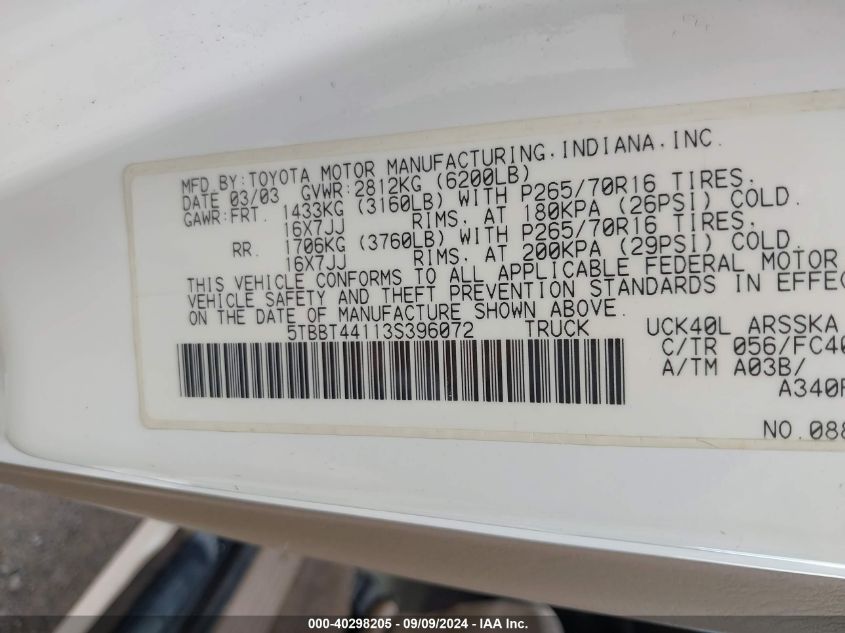 MFD.BY:TOYOTA MOTOR MANUFACTURING.INDIANA.INC.
DATE 03/03 GVWR:2812KG (6200LB)
GAWR:FRT. 1433KG (3160LB) WITH P265/70R16 TIRES.
16X7JJ RIMS. AT 180KPA (26PSI) COLD.
RR. 1706KG (3760LB) WITH P265/70R16 TIRES.
16X7JJ RIMS. AT 200KPA (29PSI) COLD.
THIS VEHICLE CONFORMS TO ALL APPLICABLE FEDERAL MOTOR
VEHICLE SAFETY AND THEFT PREVENTION STANDARDS IN EFFEC
ON THE DATE OF MANUFACTURE SHOWN ABOVE.
5TBBT44113S396072 TRUCK UCK40L ARSSKA
C/TR 056/FC40
A/TM A03B/
A340F
NO.088
000-40298205 - 09/09/2024 - IAA Inc.